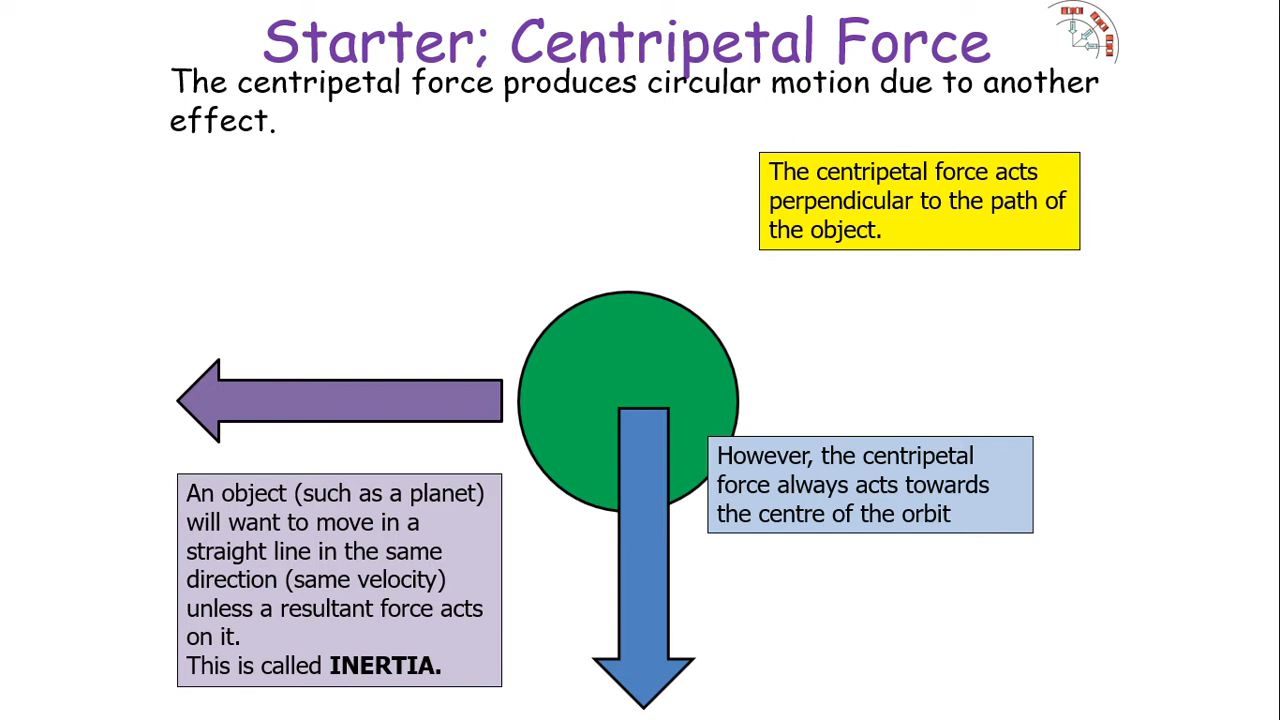 Starter; Centripetal Force
The centripetal force produces circular motion due to another
effect.
The centripetal force acts
perpendicular to the path of
the object.
However, the centripetal
force always acts towards
the centre of the orbit
An object (such as a planet)
will want to move in a
straight line in the same
direction (same velocity)
unless a resultant force acts
on it.
This is called INERTIA.